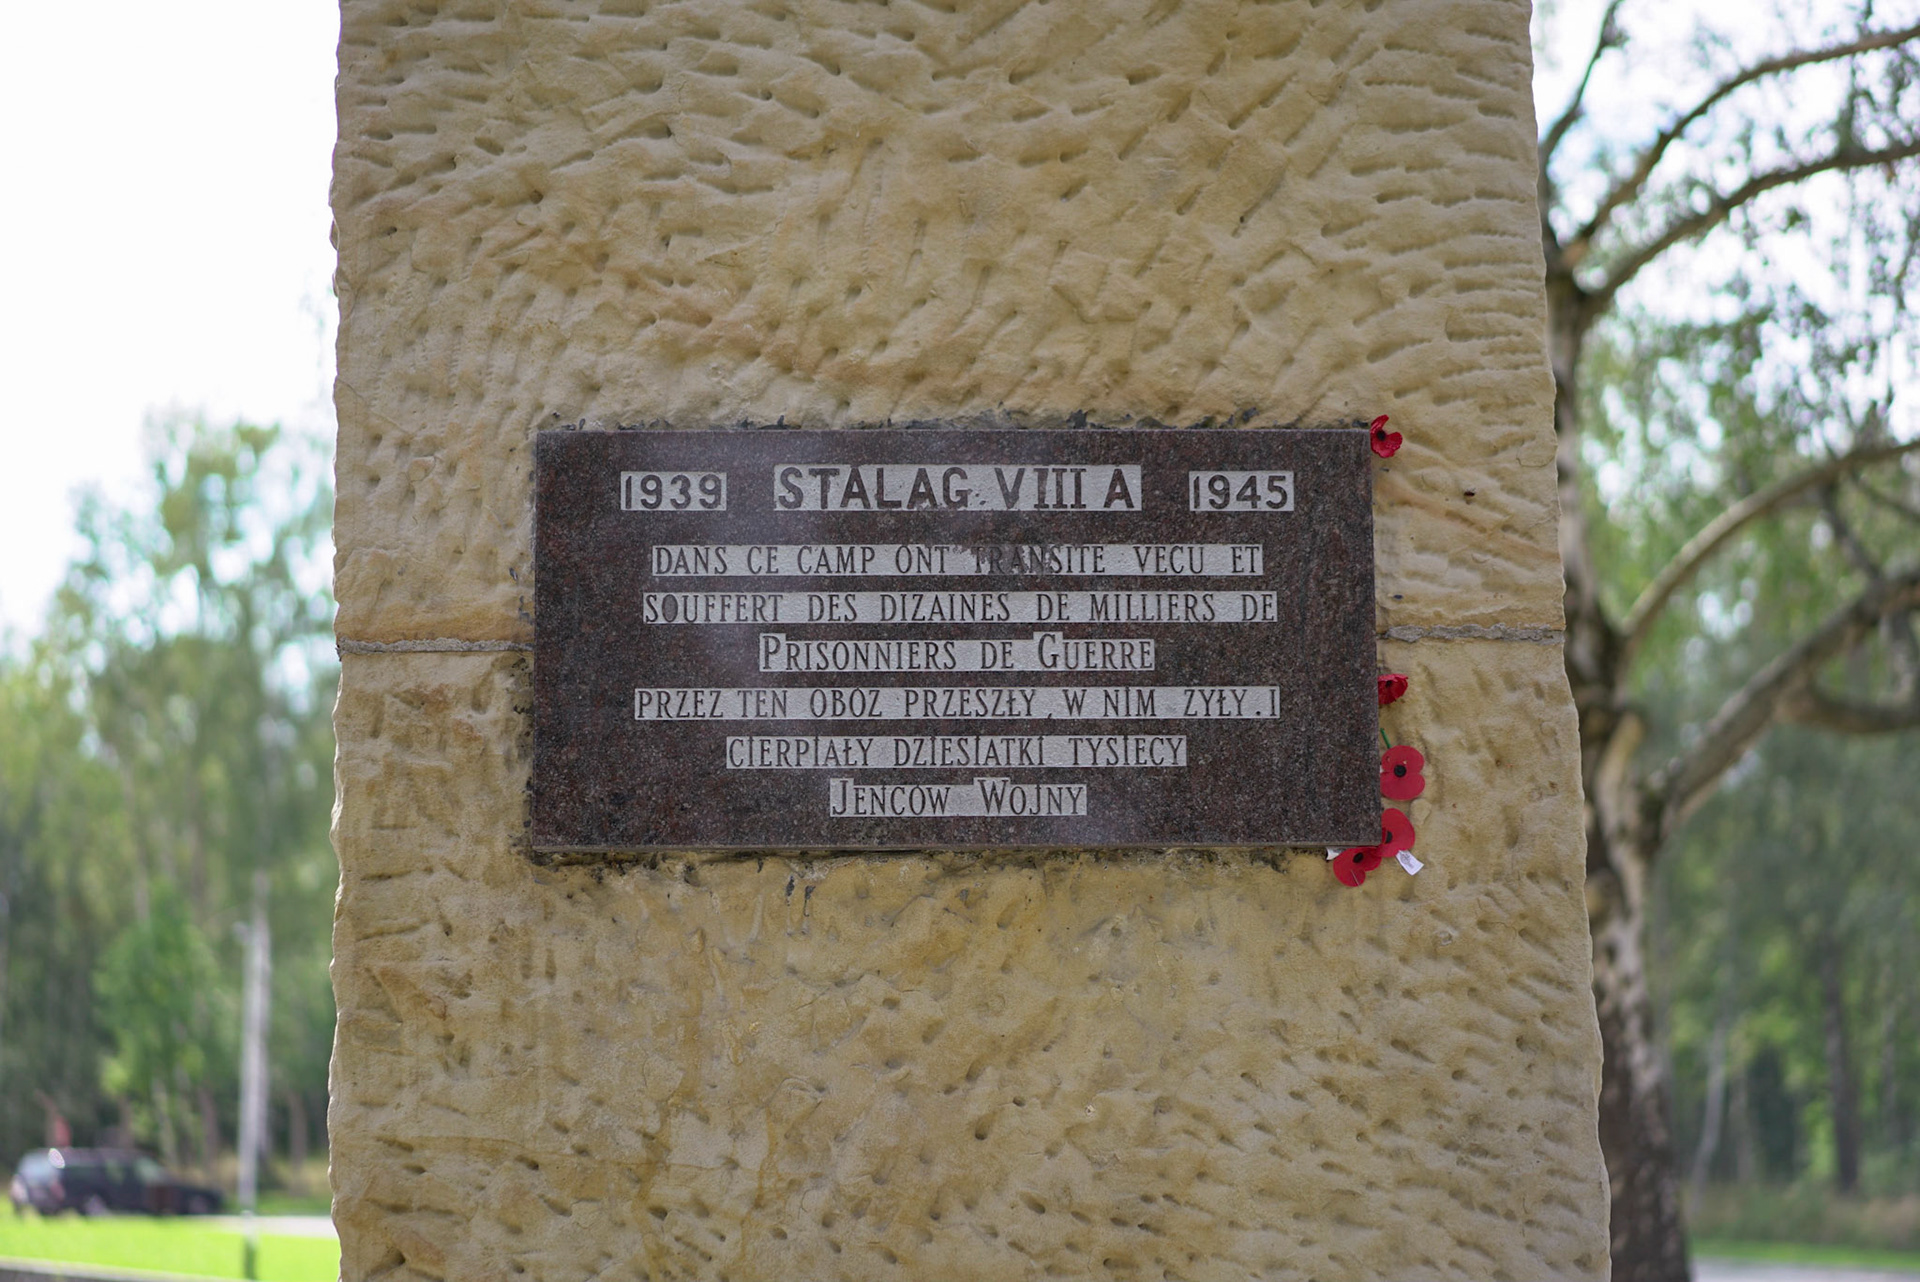 1939 STALAG VIII A 1945
DANS CE CAMP ONT TRANSITE VECU ET
SOUFFERT DES DIZAINES DE MILLIERS DE
PRISONNIERS DE GUERRE
PRZEZ TEN OBOZ PRZESZŁY, W NIM ZYŁY. I
CIERPIAŁY DZIESIATKI TYSIECY
JENCOW WOJNY